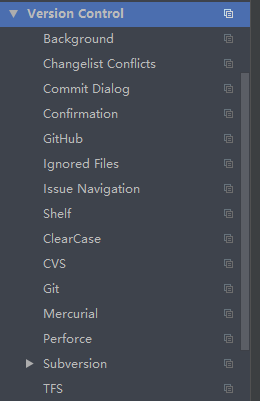 Version Control
Background
Changelist Conflicts
Commit Dialog
Confirmation
GitHub
Ignored Files
Issue Navigation
Shelf
ClearCase
CVS
Git
Mercurial
Perforce
Subversion
TFS